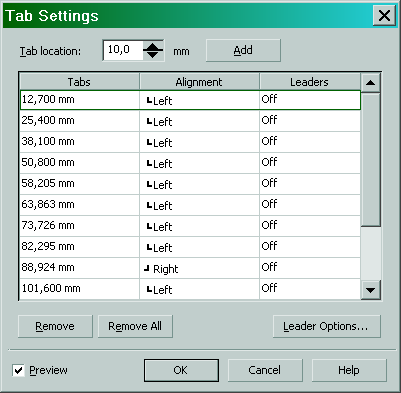 Tab Settings
Tab location: 10,0 mm Add
Tabs Alignment Leaders
12,700 mm Left Off
25,400 mm Left Off
38,100 mm Left Off
50,800 mm Left Off
58,205 mm Left Off
63,863 mm Left Off
73,726 mm Left Off
82,295 mm Left Off
88,924 mm Right Off
101,600 mm Left Off
Remove Remove All Leader Options...
Preview OK Cancel Help